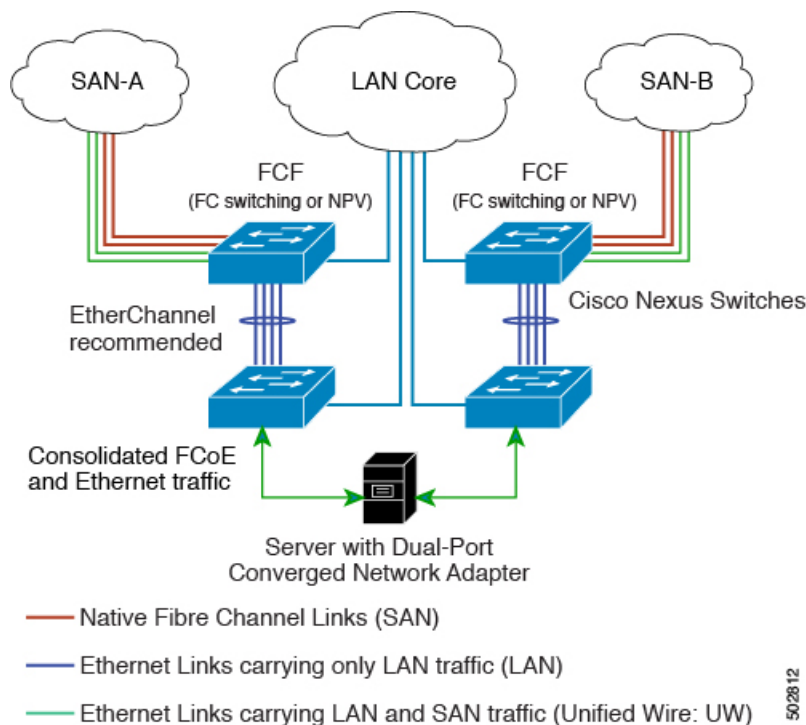 SAN-A
LAN Core
SAN-B
FCF
(FC switching or NPV)
FCF
(FC switching or NPV)
EtherChannel
recommended
Cisco Nexus Switches
Consolidated FCoE
and Ethernet traffic
Server with Dual-Port
Converged Network Adapter
Native Fibre Channel Links (SAN)
Ethernet Links carrying only LAN traffic (LAN)
Ethernet Links carrying LAN and SAN traffic (Unified Wire: UW)
502812